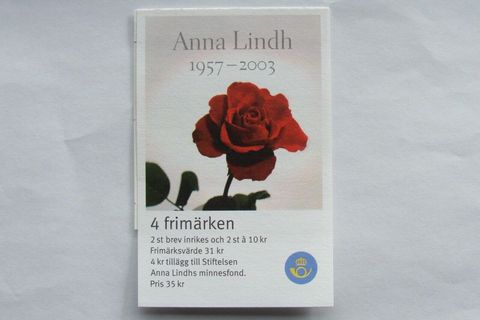 Anna Lindh
1957–2003
4 frimärken
2 st brev inrikes och 2 st à 10 kr
Frimärksvärde 31 kr
4 kr tillägg till Stiftelsen
Anna Lindhs minnesfond.
Pris 35 kr